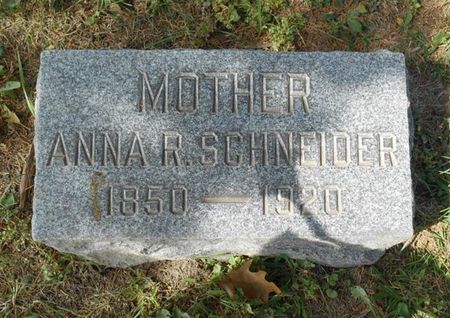 MOTHER
ANNA R. SCHNEIDER
1850 — 1920